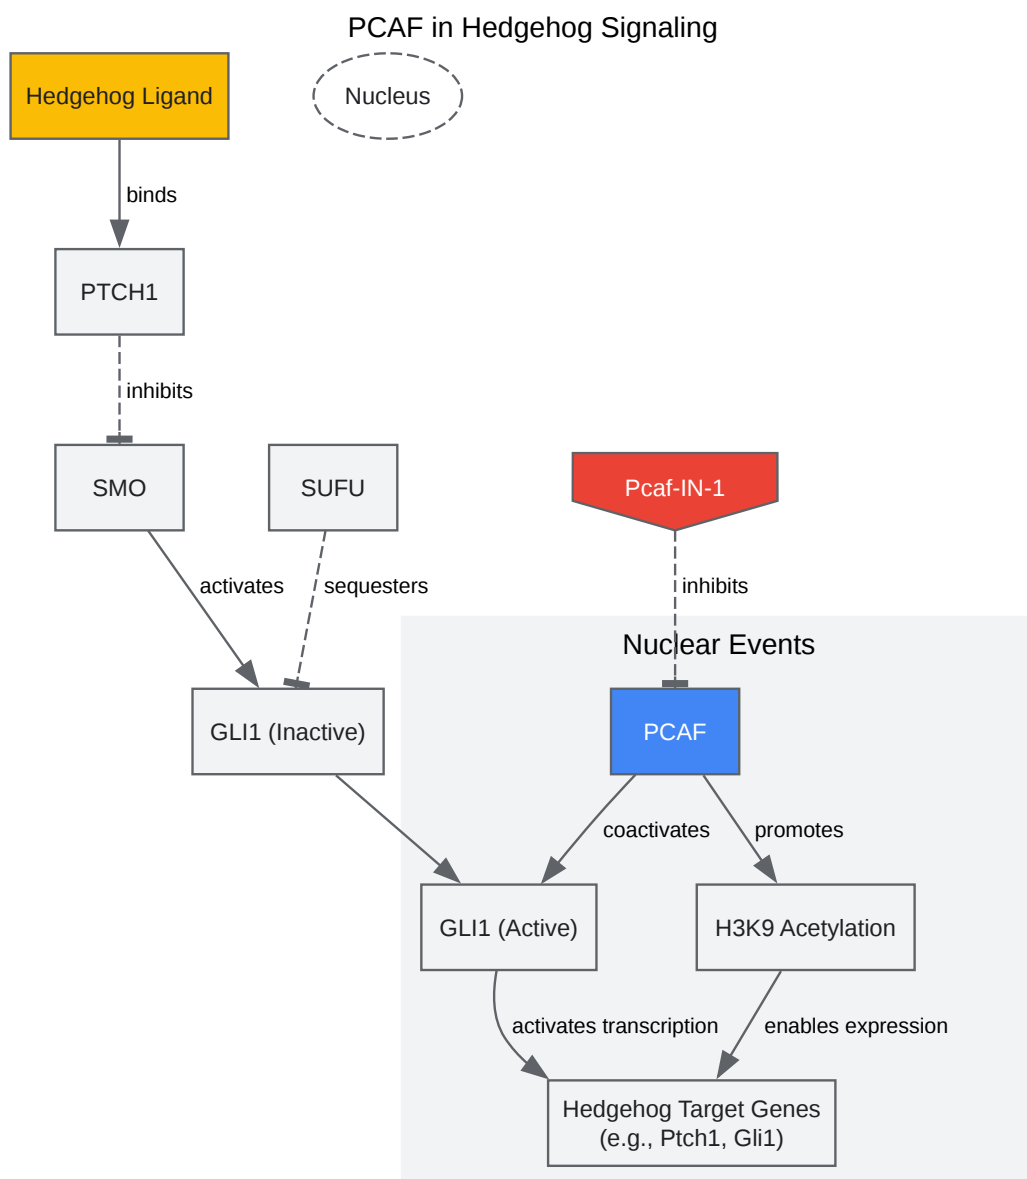 PCAF in Hedgehog Signaling
Hedgehog Ligand
Nucleus
binds
PTCH1
inhibits
SMO
SUFU
Pcaf-IN-1
activates
sequesters
inhibits
Nuclear Events
GLI1 (Inactive)
PCAF
coactivates
promotes
GLI1 (Active)
H3K9 Acetylation
activates transcription
enables expression
Hedgehog Target Genes
(e.g., Ptch1, Gli1)